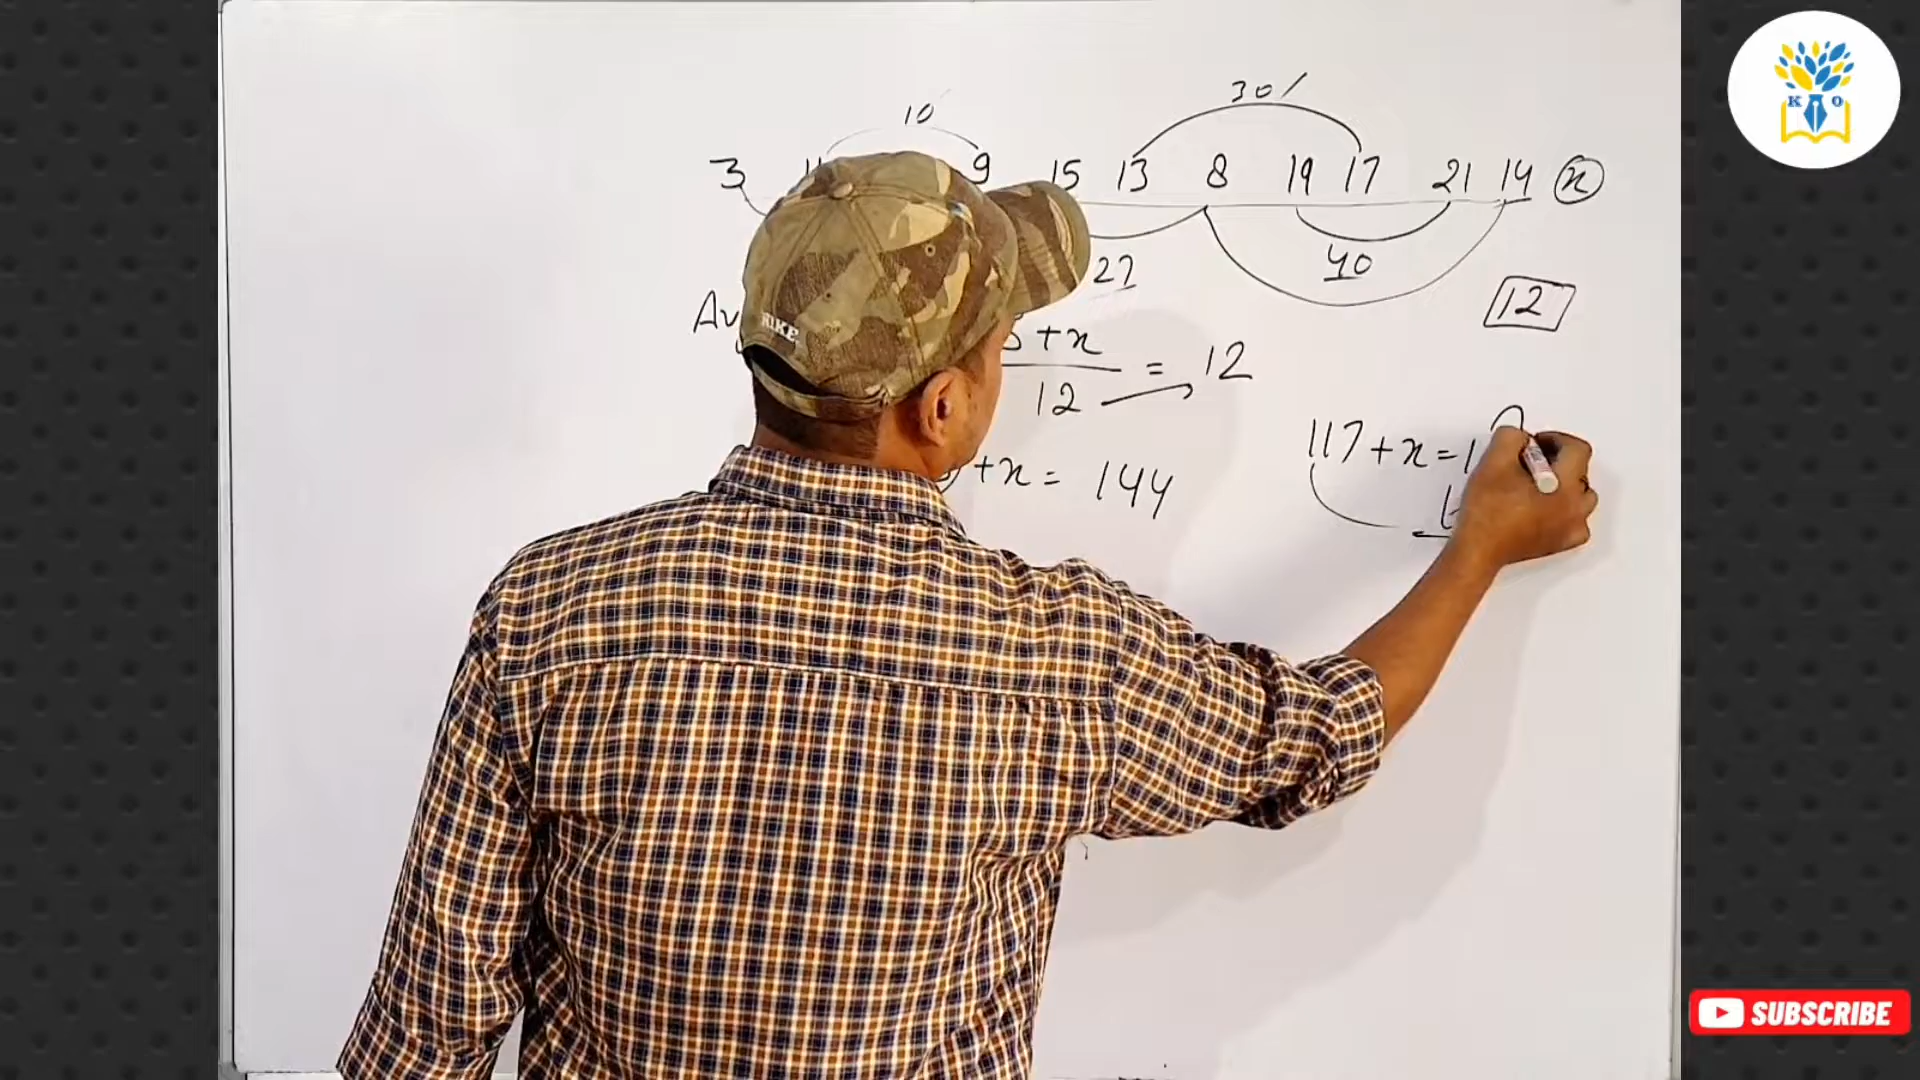 10 30/
3 9 15 13 8 19 17 21 14 x
27 40 12
+x
12 = 12
117+x=1
+x= 144
NIKE
K O
SUBSCRIBE